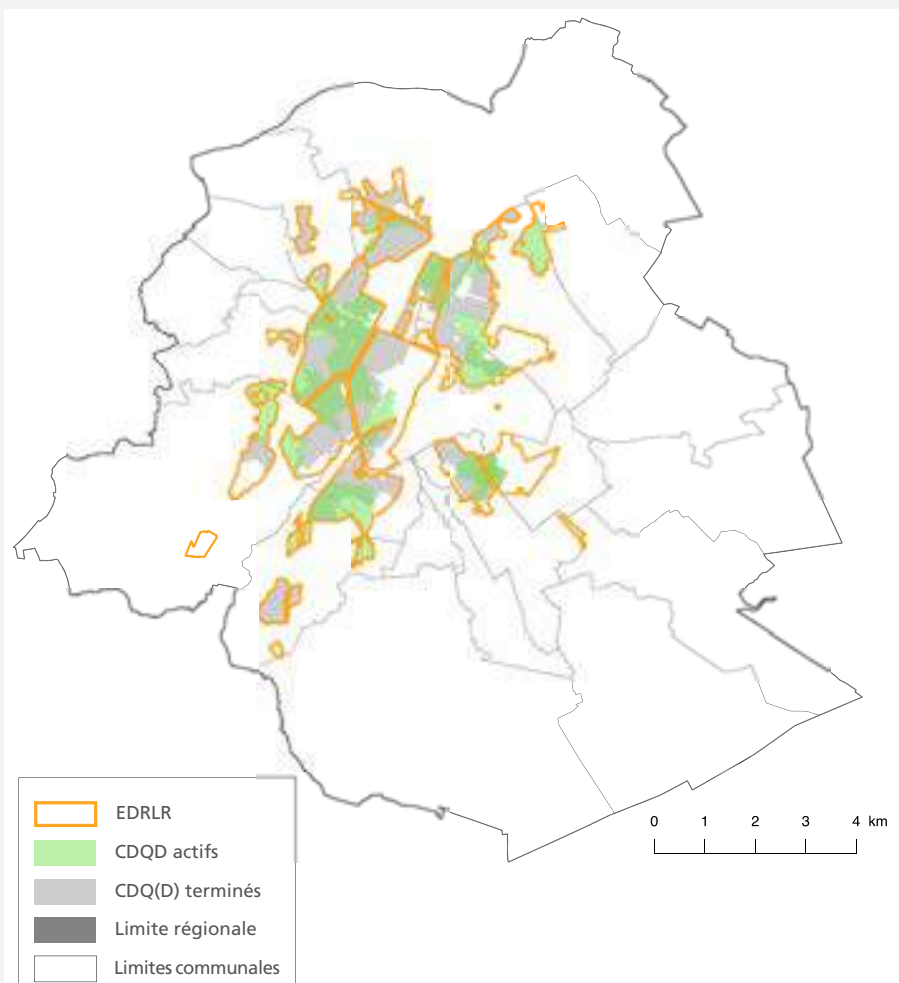 0 1 2 3 4 km
EDRLR
CDQD actifs
CDQ(D) terminés
Limite régionale
Limites communales